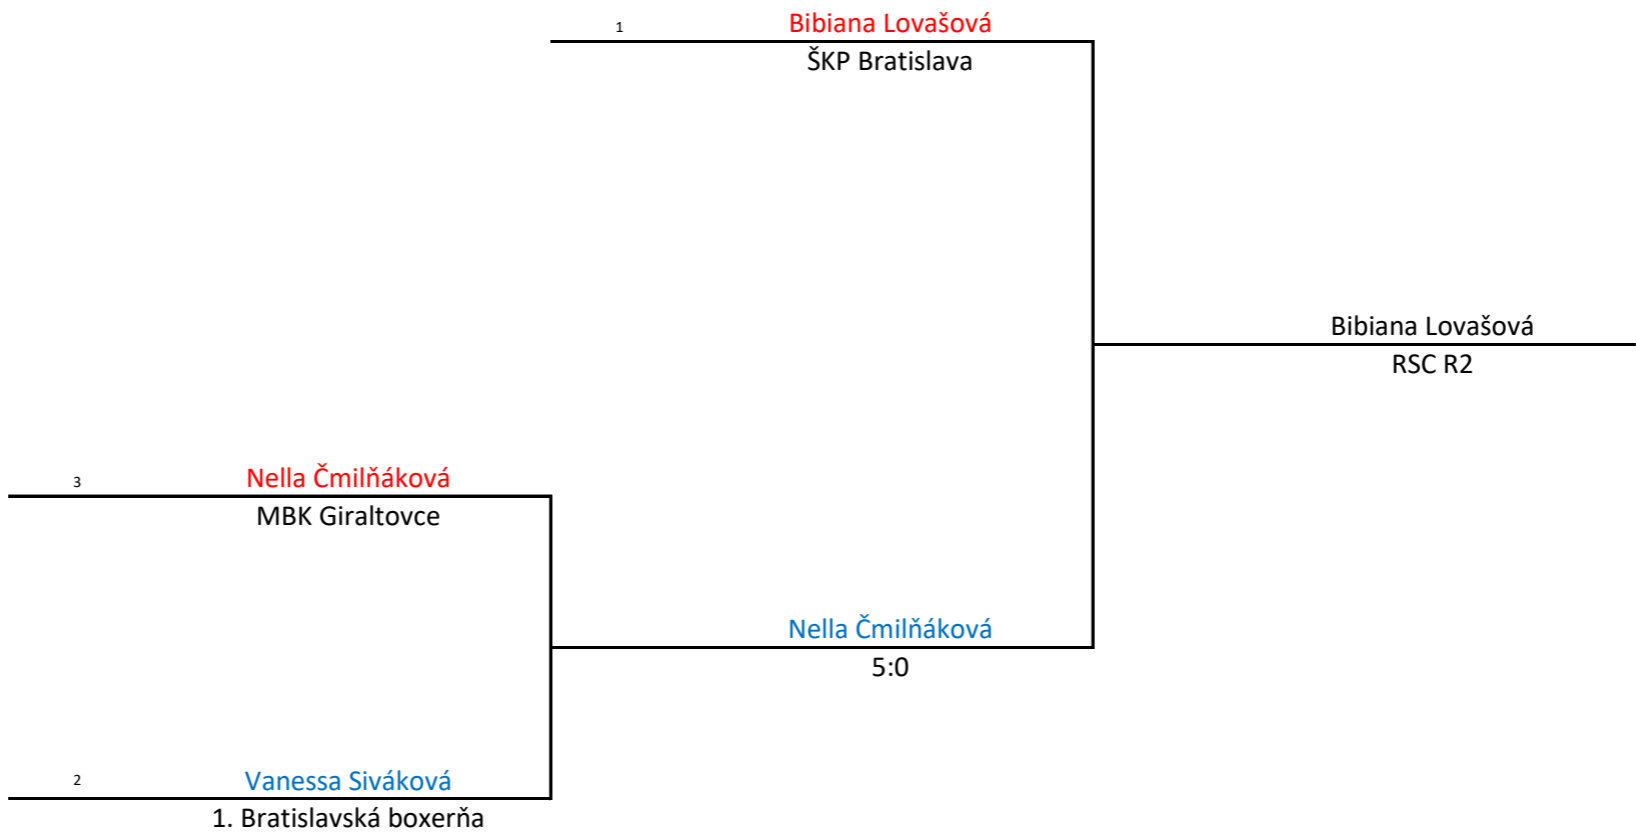 1
Bibiana Lovašová
ŠKP Bratislava
Bibiana Lovašová
RSC R2
3
Nella Čmilňáková
MBK Giraltovce
Nella Čmilňáková
5:0
2
Vanessa Siváková
1. Bratislavská boxerňa